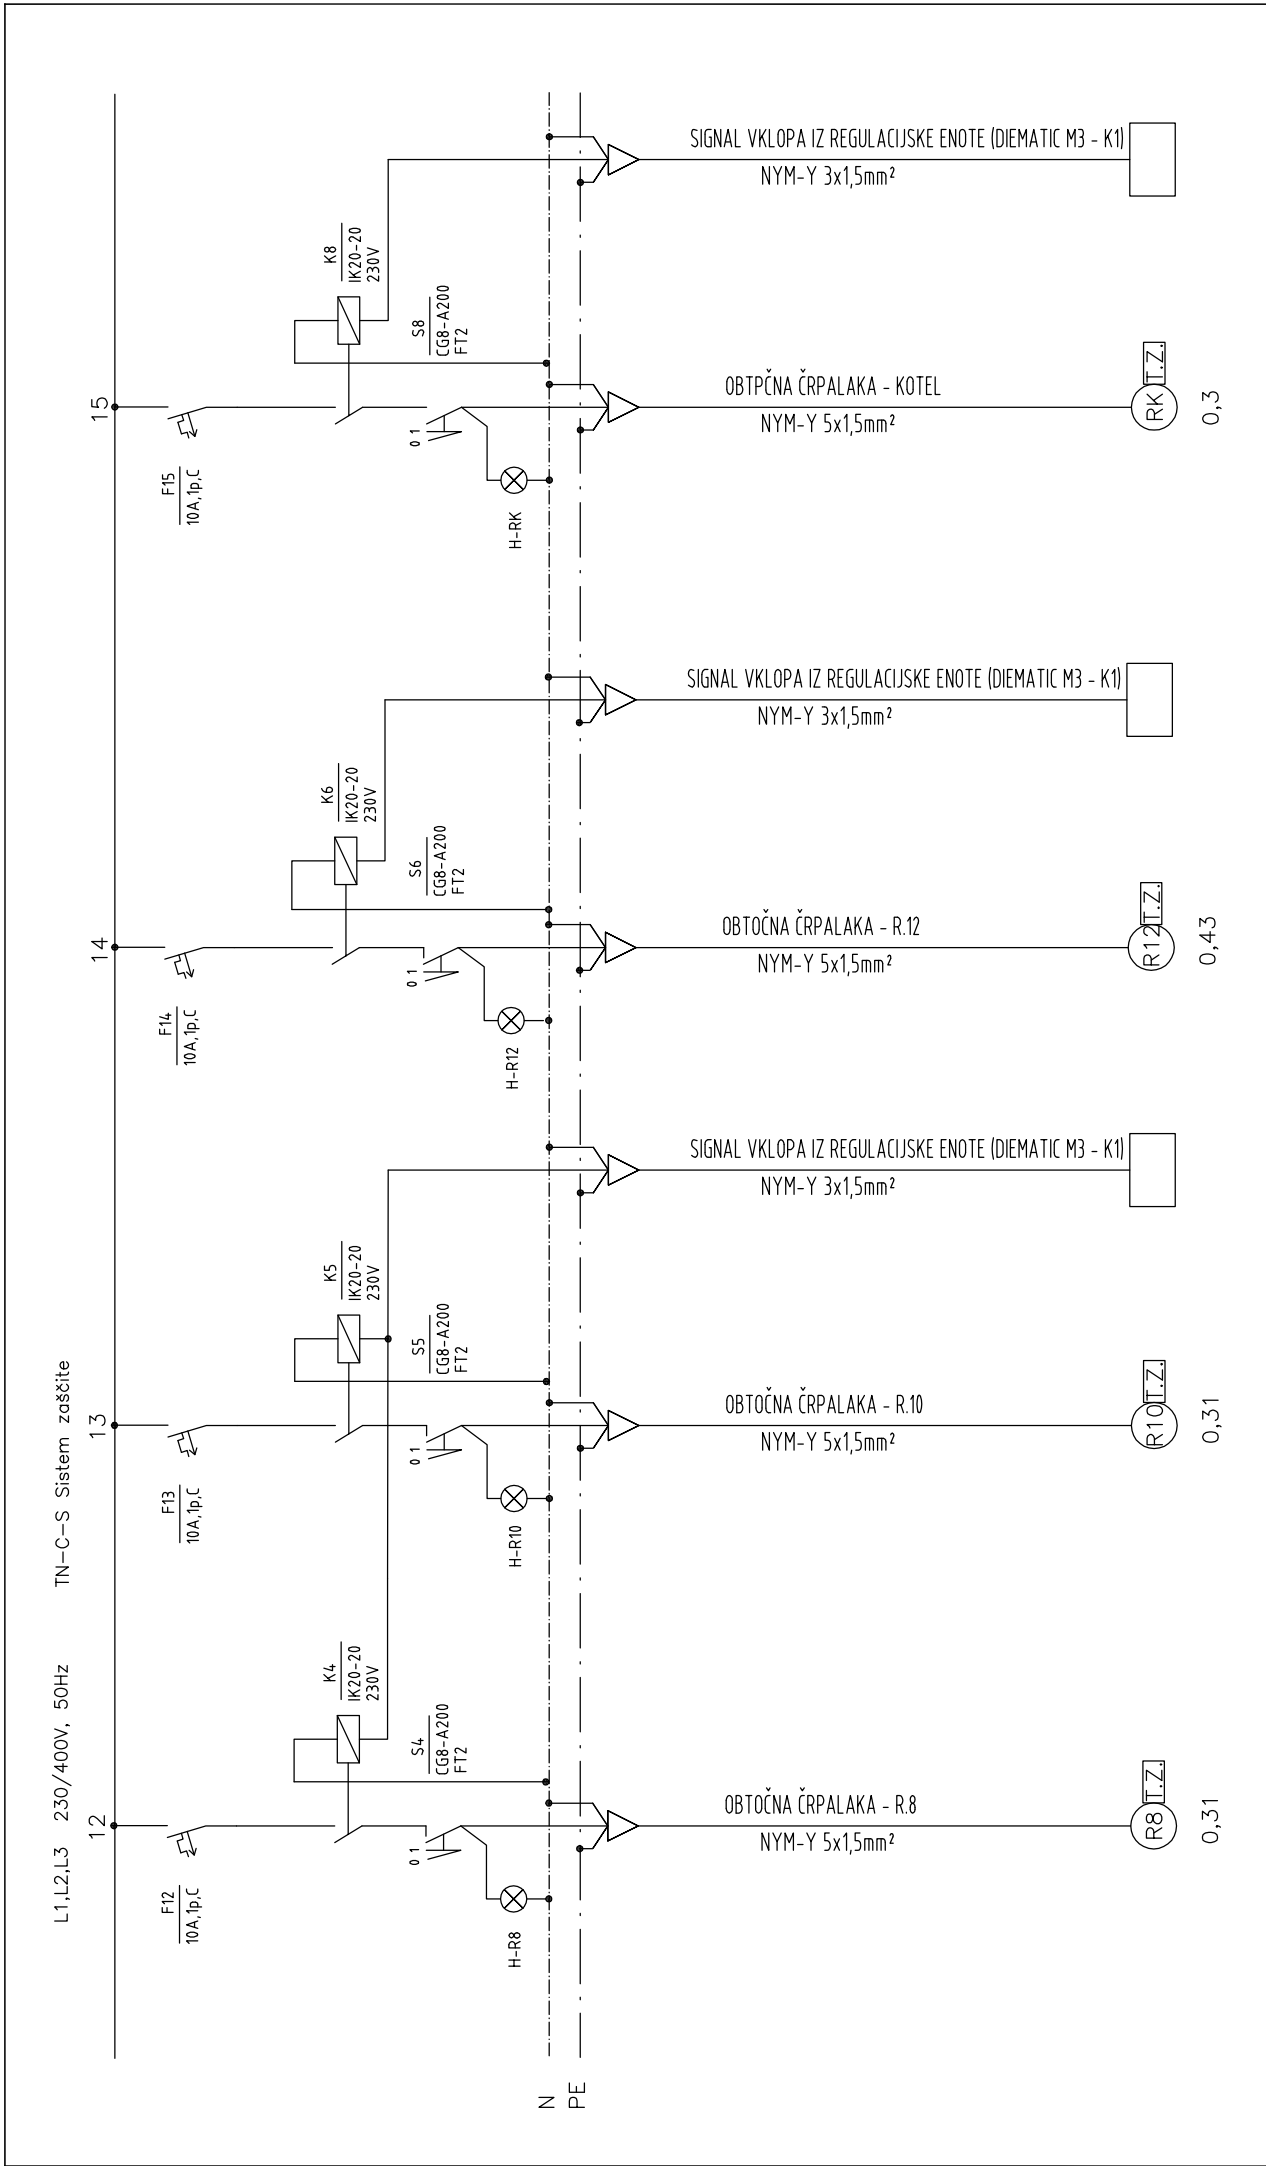 L1,L2,L3 230/400V, 50Hz TN-C-S Sistem zaščite
12
F12
10A,1p,C
K4
IK20-20
230V
S4
CG8-A200
FT2
0 1
H-R8
OBTOČNA ČRPALAKA - R.8
NYM-Y 5x1,5mm²
R8
T.Z.
0,31
13
F13
10A,1p,C
K5
IK20-20
230V
S5
CG8-A200
FT2
0 1
H-R10
OBTOČNA ČRPALAKA - R.10
NYM-Y 5x1,5mm²
R10
T.Z.
0,31
SIGNAL VKLOPA IZ REGULACIJSKE ENOTE (DIEMATIC M3 - K1)
NYM-Y 3x1,5mm²
14
F14
10A,1p,C
K6
IK20-20
230V
S6
CG8-A200
FT2
0 1
H-R12
OBTOČNA ČRPALAKA - R.12
NYM-Y 5x1,5mm²
R12
T.Z.
0,43
SIGNAL VKLOPA IZ REGULACIJSKE ENOTE (DIEMATIC M3 - K1)
NYM-Y 3x1,5mm²
15
F15
10A,1p,C
K8
IK20-20
230V
S8
CG8-A200
FT2
0 1
H-RK
OBTPČNA ČRPALAKA - KOTEL
NYM-Y 5x1,5mm²
RK
T.Z.
0,3
SIGNAL VKLOPA IZ REGULACIJSKE ENOTE (DIEMATIC M3 - K1)
NYM-Y 3x1,5mm²
N
PE